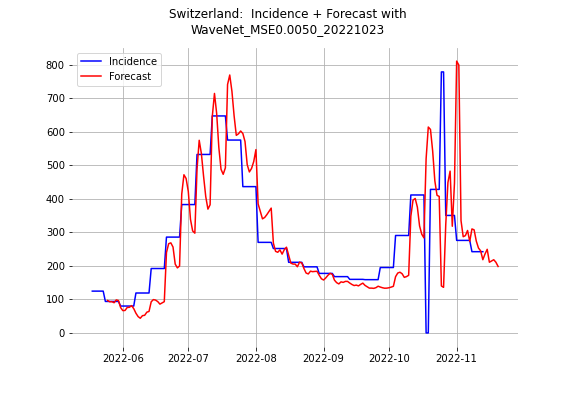 Switzerland:  Incidence + Forecast with
WaveNet_MSE0.0050_20221023
Incidence
Forecast
800
700
600
500
400
300
200
100
0
2022-06 2022-07 2022-08 2022-09 2022-10 2022-11